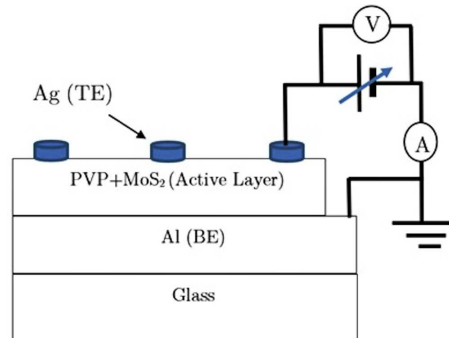 V
Ag (TE)
A
PVP+MoS₂ (Active Layer)
Al (BE)
Glass